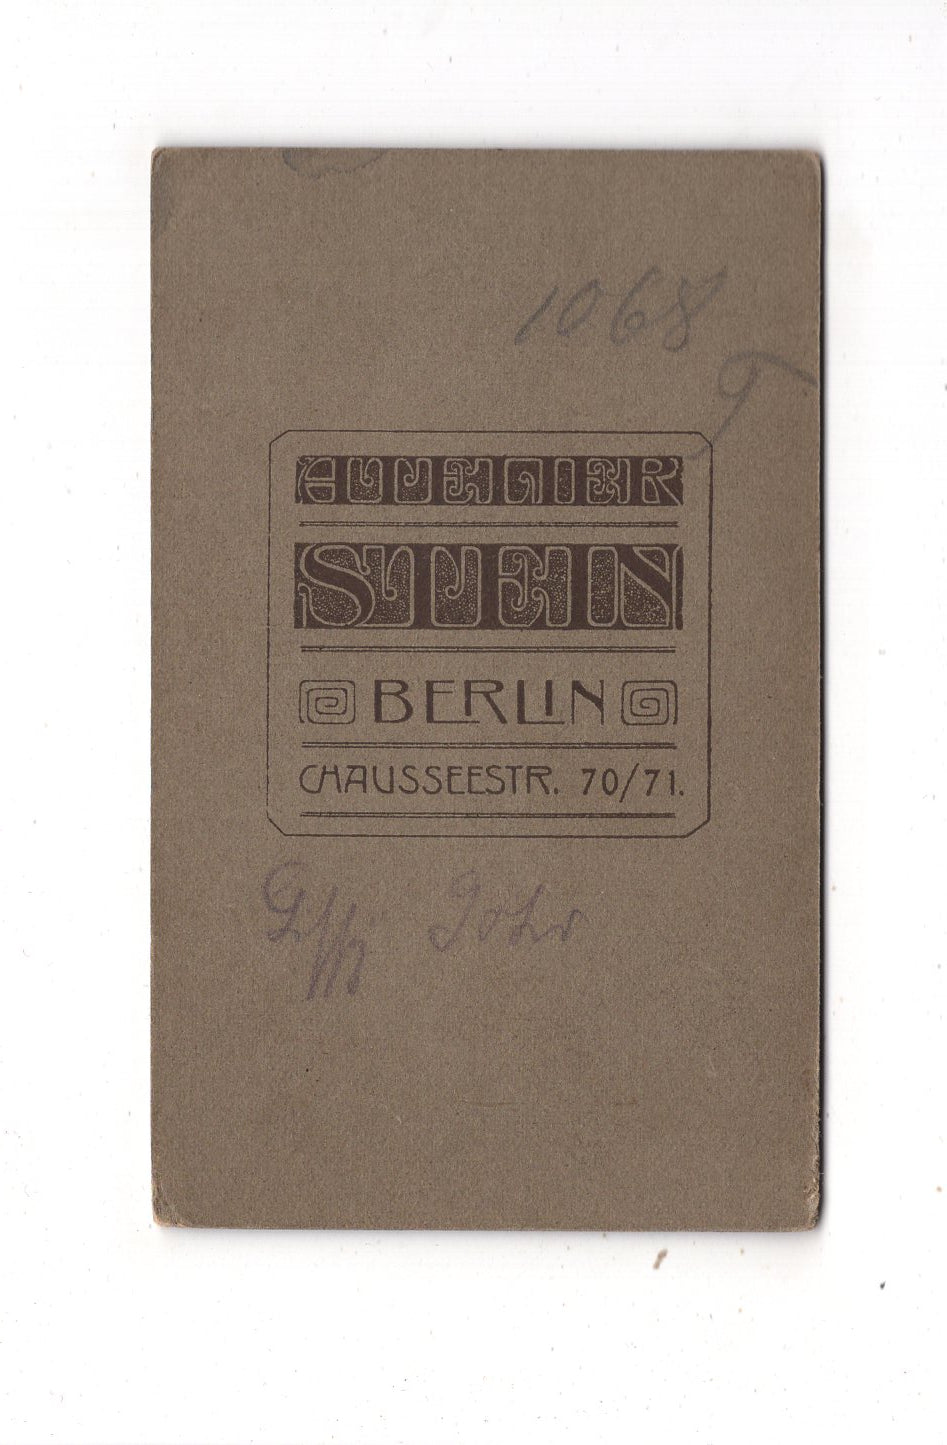 1068
ATELIER
STEIN
BERLIN
CHAUSSEESTR. 70/71.